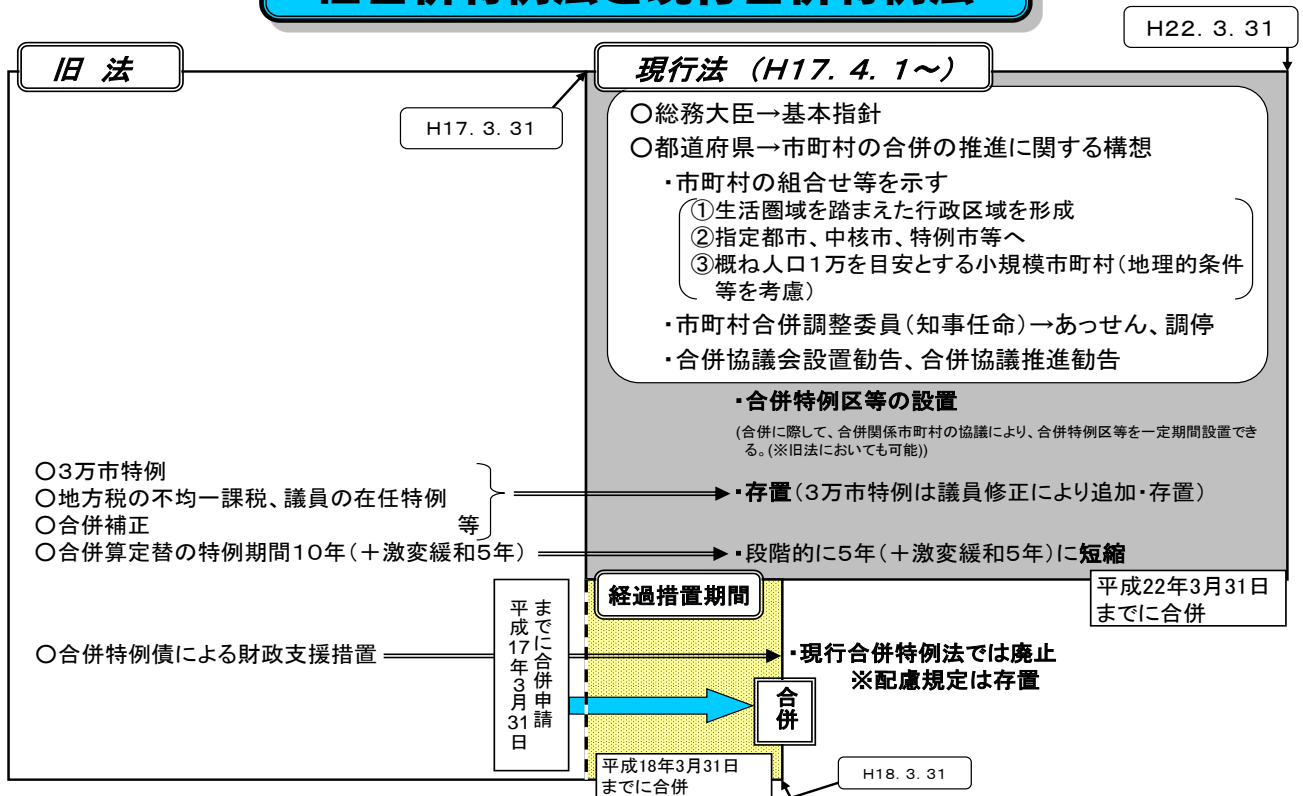 旧合併特例法と現行合併特例法
H22. 3. 31
旧 法
現行法 (H17. 4. 1~)
H17. 3. 31
○総務大臣→基本指針
○都道府県→市町村の合併の推進に関する構想
・市町村の組合せ等を示す
①生活圏域を踏まえた行政区域を形成
②指定都市、中核市、特例市等へ
③概ね人口1万を目安とする小規模市町村(地理的条件
等を考慮)
・市町村合併調整委員(知事任命)→あっせん、調停
・合併協議会設置勧告、合併協議推進勧告
・合併特例区等の設置
(合併に際して、合併関係市町村の協議により、合併特例区等を一定期間設置でき
る。(※旧法においても可能))
○3万市特例
○地方税の不均一課税、議員の在任特例
○合併補正 等
・存置(3万市特例は議員修正により追加・存置)
○合併算定替の特例期間10年(+激変緩和5年)
・段階的に5年(+激変緩和5年)に短縮
平成22年3月31日
までに合併
経過措置期間
平成17年3月31日
までに合併申請
○合併特例債による財政支援措置
・現行合併特例法では廃止
※配慮規定は存置
合併
平成18年3月31日
までに合併
H18. 3. 31